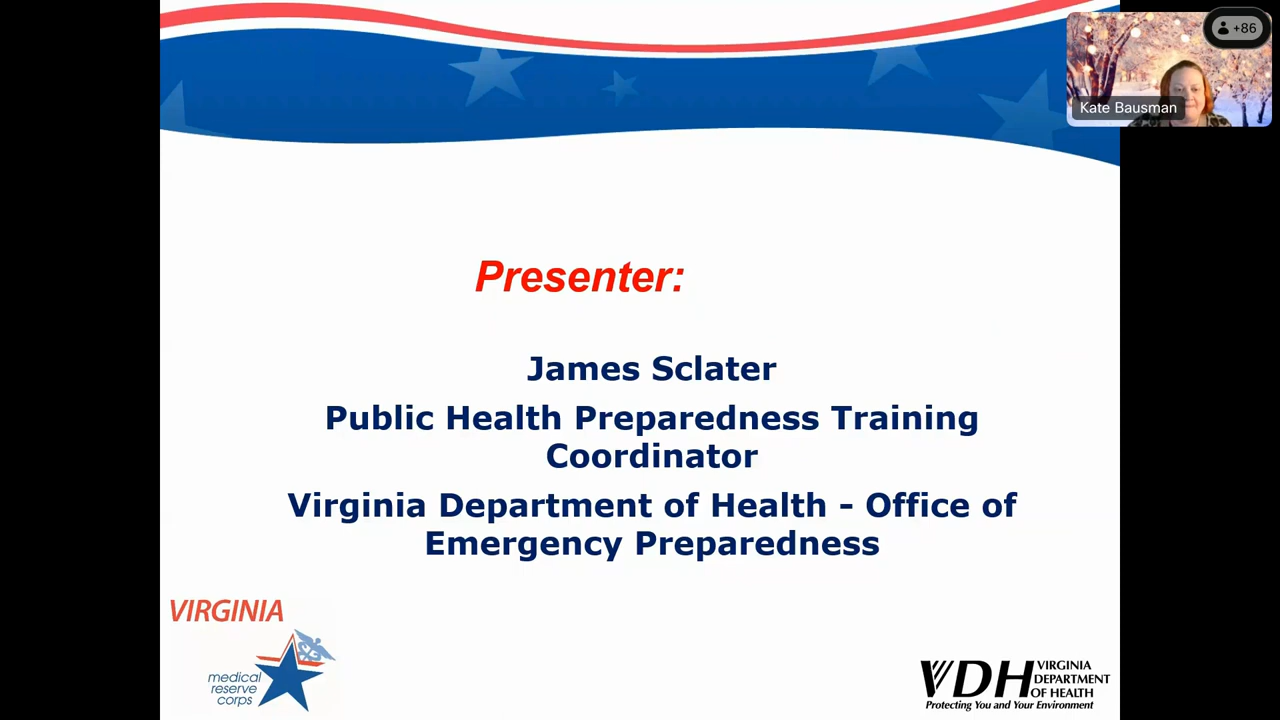 +86
Kate Bausman
Presenter:
James Sclater
Public Health Preparedness Training
Coordinator
Virginia Department of Health - Office of
Emergency Preparedness
VIRGINIA
medical
reserve
corps
VDH VIRGINIA
DEPARTMENT
OF HEALTH
Protecting You and Your Environment